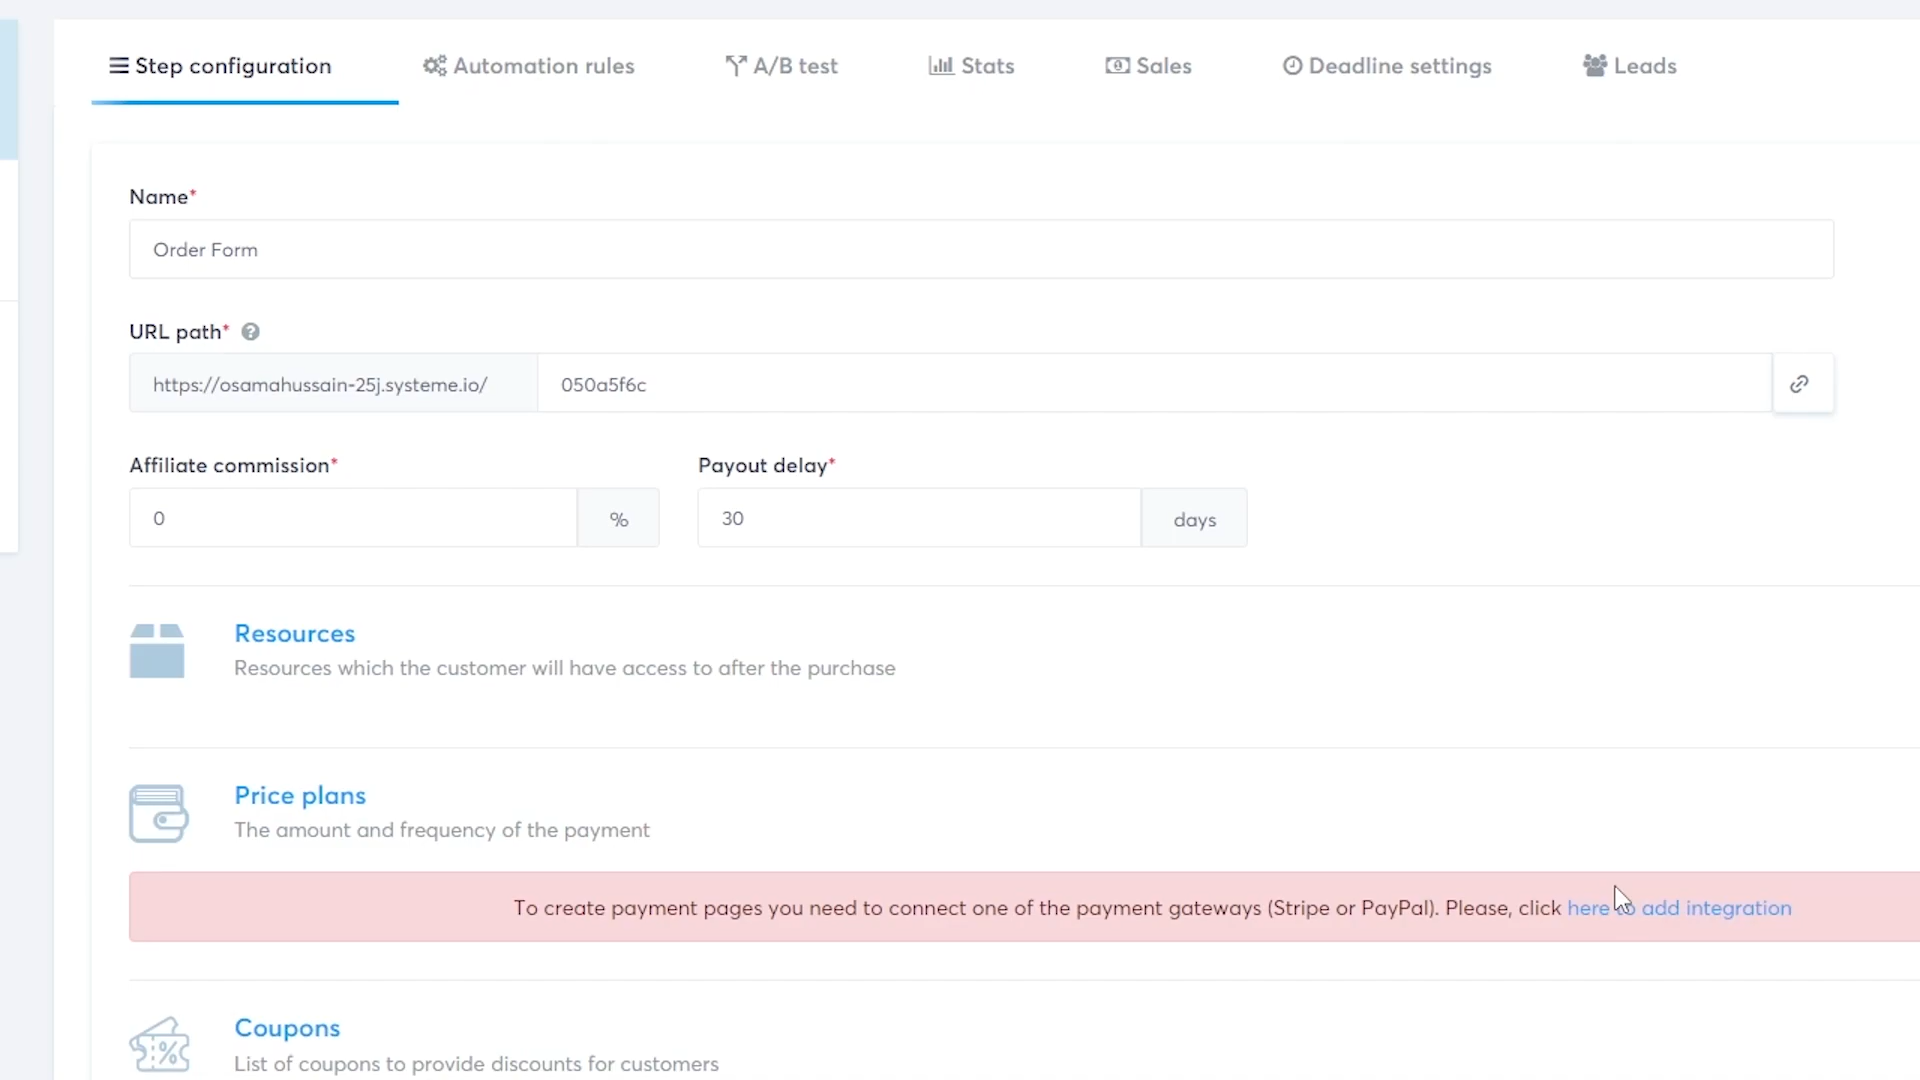 Step configuration
Automation rules
A/B test
Stats
Sales
Deadline settings
Leads
Name*
Order Form
URL path*
https://osamahussain-25j.systeme.io/
050a5f6c
Affiliate commission*
Payout delay*
0
%
30
days
Resources
Resources which the customer will have access to after the purchase
Price plans
The amount and frequency of the payment
To create payment pages you need to connect one of the payment gateways (Stripe or PayPal). Please, click here to add integration
Coupons
List of coupons to provide discounts for customers